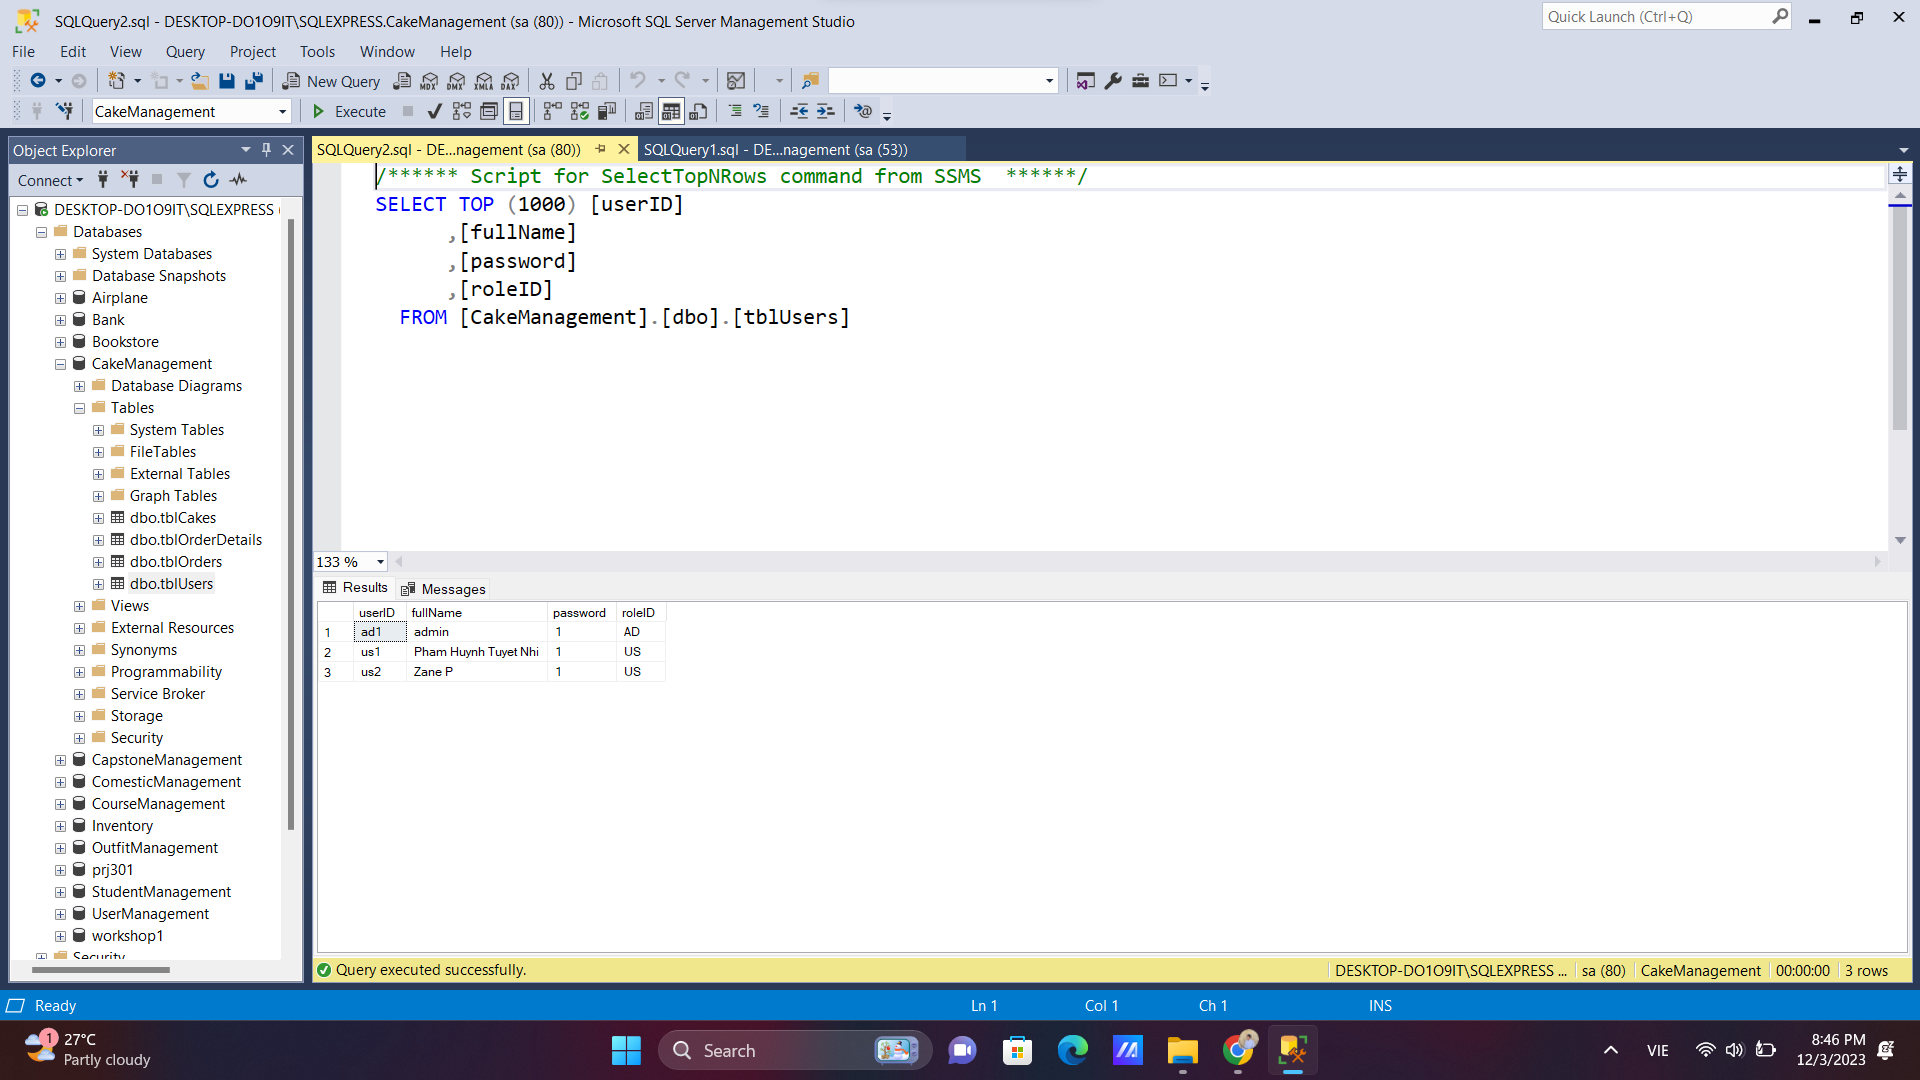 SQLQuery2.sql - DESKTOP-DO1O9IT\SQLEXPRESS.CakeManagement (sa (80)) - Microsoft SQL Server Management Studio
Quick Launch (Ctrl+Q)
File Edit View Query Project Tools Window Help
New Query
MDX DMX XMLA DAX
CakeManagement
Execute
Object Explorer
Connect
DESKTOP-DO1O9IT\SQLEXPRESS (
Databases
System Databases
Database Snapshots
Airplane
Bank
Bookstore
CakeManagement
Database Diagrams
Tables
System Tables
FileTables
External Tables
Graph Tables
dbo.tblCakes
dbo.tblOrderDetails
dbo.tblOrders
dbo.tblUsers
Views
External Resources
Synonyms
Programmability
Service Broker
Storage
Security
CapstoneManagement
ComesticManagement
CourseManagement
Inventory
OutfitManagement
prj301
StudentManagement
UserManagement
workshop1
Security
SQLQuery2.sql - DE...nagement (sa (80))
SQLQuery1.sql - DE...nagement (sa (53))
/****** Script for SelectTopNRows command from SSMS  ******/
SELECT TOP (1000) [userID]
,[fullName]
,[password]
,[roleID]
FROM [CakeManagement].[dbo].[tblUsers]
133 %
Results Messages
userID fullName password roleID
1 ad1 admin 1 AD
2 us1 Pham Huynh Tuyet Nhi 1 US
3 us2 Zane P 1 US
Query executed successfully.
DESKTOP-DO1O9IT\SQLEXPRESS ... sa (80) CakeManagement 00:00:00 3 rows
Ready
Ln 1 Col 1 Ch 1 INS
1
27°C
Partly cloudy
Search
VIE
8:46 PM
12/3/2023